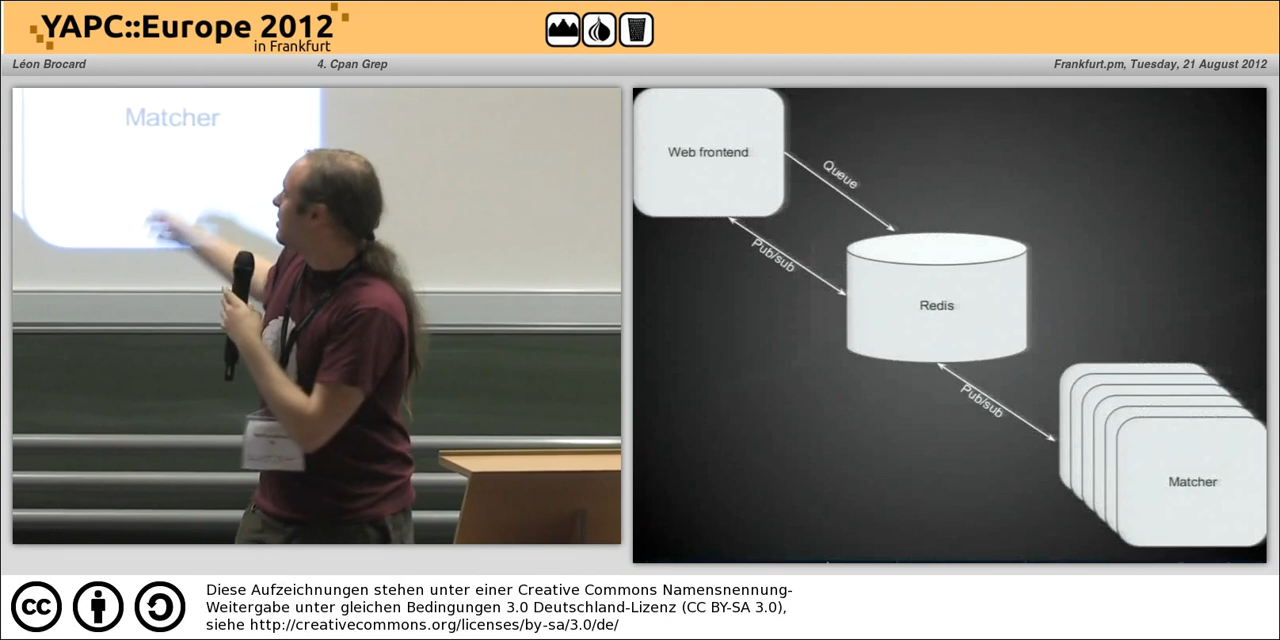 YAPC::Europe 2012
in Frankfurt
Léon Brocard
4. Cpan Grep
Frankfurt.pm, Tuesday, 21 August 2012
Matcher
Web frontend
Queue
Pub/sub
Redis
Pub/sub
Matcher
cc
Diese Aufzeichnungen stehen unter einer Creative Commons Namensnennung-
Weitergabe unter gleichen Bedingungen 3.0 Deutschland-Lizenz (CC BY-SA 3.0),
siehe http://creativecommons.org/licenses/by-sa/3.0/de/